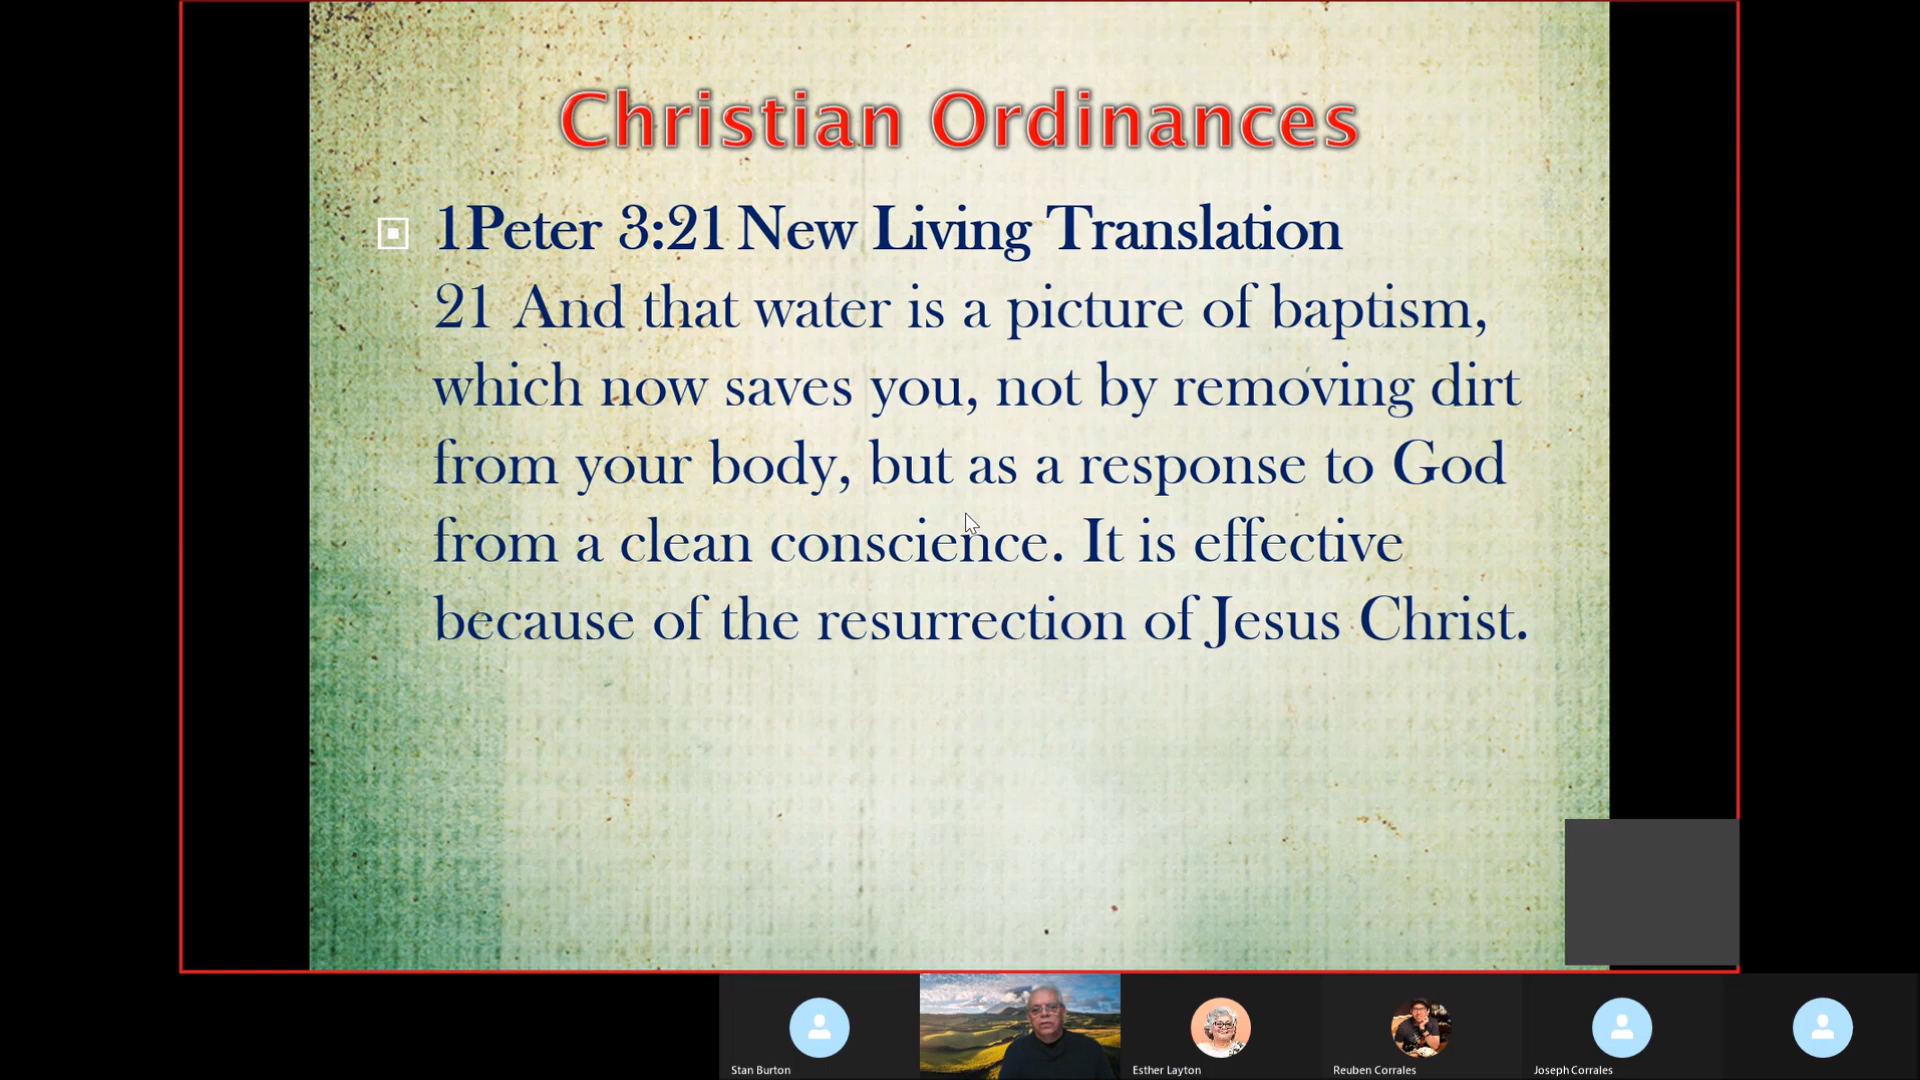 Christian Ordinances
1Peter 3:21 New Living Translation
21 And that water is a picture of baptism,
which now saves you, not by removing dirt
from your body, but as a response to God
from a clean conscience. It is effective
because of the resurrection of Jesus Christ.
Stan Burton
Esther Layton
Reuben Corrales
Joseph Corrales